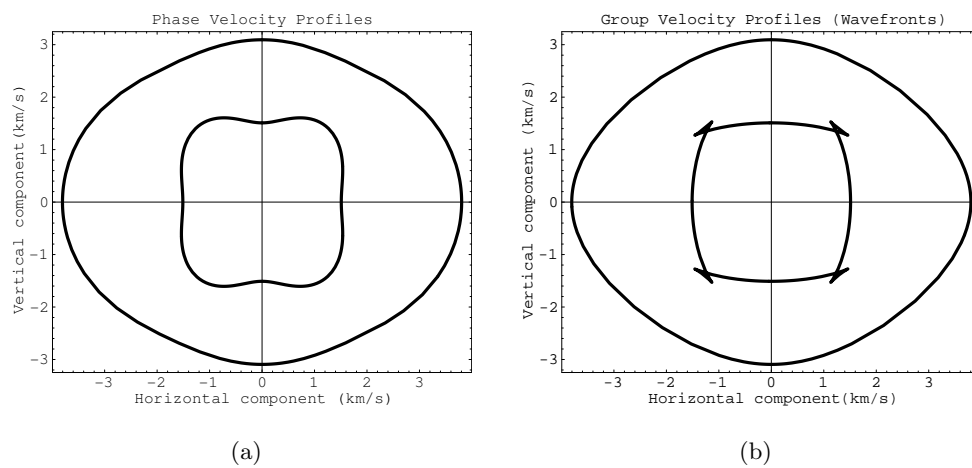 Phase Velocity Profiles
Vertical component(km/s)
3
2
1
0
−1
−2
−3
−3 −2 −1 0 1 2 3
Horizontal component (km/s)
(a)
Group Velocity Profiles (Wavefronts)
Vertical component (km/s)
3
2
1
0
−1
−2
−3
−3 −2 −1 0 1 2 3
Horizontal component(km/s)
(b)